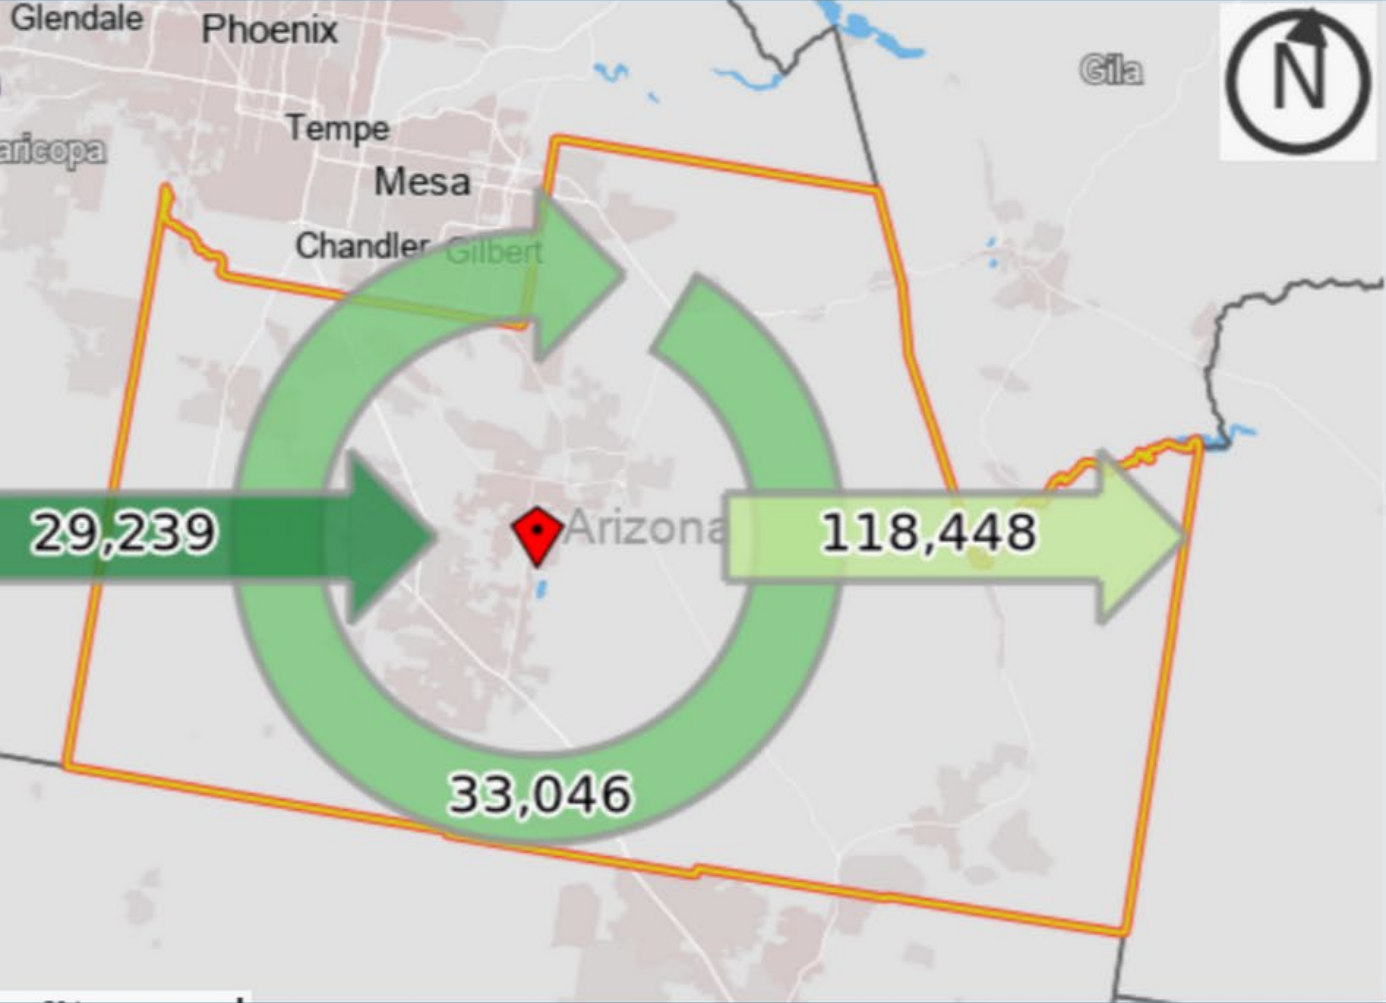 Glendale
Phoenix
N
Gila
Tempe
aricopa
Mesa
Chandler
Gilbert
29,239
Arizona
118,448
33,046